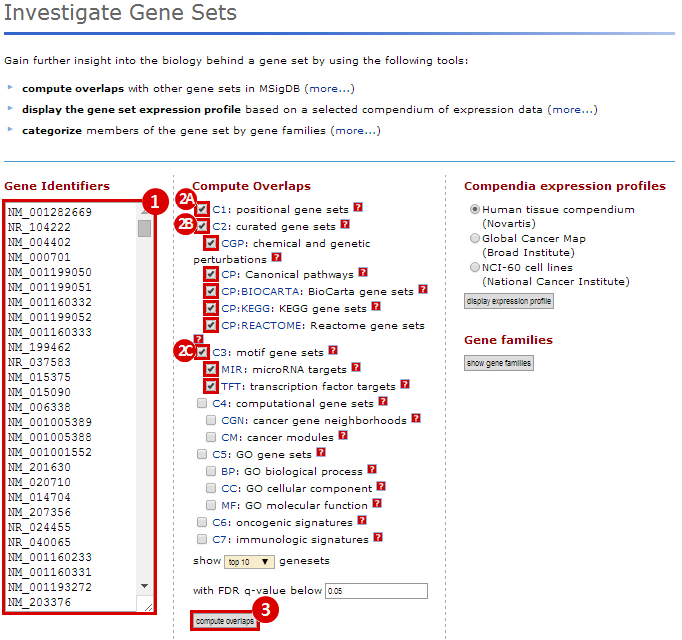 Investigate Gene Sets
Gain further insight into the biology behind a gene set by using the following tools:
compute overlaps with other gene sets in MSigDB (more...)
display the gene set expression profile based on a selected compendium of expression data (more...)
categorize members of the gene set by gene families (more...)
Gene Identifiers
1
NM_001282669
NR_104222
NM_004402
NM_000701
NM_001199050
NM_001199051
NM_001160332
NM_001199052
NM_001160333
NM_199462
NR_037583
NM_015375
NM_015090
NM_006338
NM_001005389
NM_001005388
NM_001001552
NM_201630
NM_020710
NM_014704
NM_207356
NR_024455
NR_040065
NM_001160233
NM_001160331
NM_001193272
NM_203376
Compute Overlaps
2A C1: positional gene sets ?
2B C2: curated gene sets ?
CGP: chemical and genetic
perturbations ?
CP: Canonical pathways ?
CP:BIOCARTA: BioCarta gene sets ?
CP:KEGG: KEGG gene sets ?
CP:REACTOME: Reactome gene sets
?
2C C3: motif gene sets ?
MIR: microRNA targets ?
TFT: transcription factor targets ?
C4: computational gene sets ?
CGN: cancer gene neighborhoods ?
CM: cancer modules ?
C5: GO gene sets ?
BP: GO biological process ?
CC: GO cellular component ?
MF: GO molecular function ?
C6: oncogenic signatures ?
C7: immunologic signatures ?
show top 10 genesets
with FDR q-value below 0.05
3
compute overlaps
Compendia expression profiles
Human tissue compendium
(Novartis)
Global Cancer Map
(Broad Institute)
NCI-60 cell lines
(National Cancer Institute)
display expression profile
Gene families
show gene families